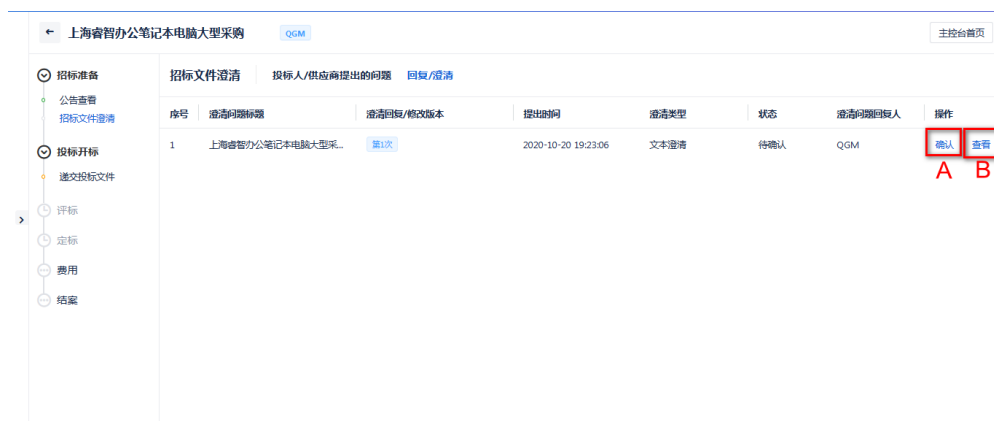 上海睿智办公笔记本电脑大型采购 QGM 主控台首页
招标准备
公告查看
招标文件澄清
投标开标
递交投标文件
评标
定标
费用
结案
招标文件澄清 投标人/供应商提出的问题 回复/澄清
序号 澄清问题标题 澄清回复/修改版本 提出时间 澄清类型 状态 澄清问题回复人 操作
1 上海睿智办公笔记本电脑大型采... 第1次 2020-10-20 19:23:06 文本澄清 待确认 QGM 确认 查看
A B